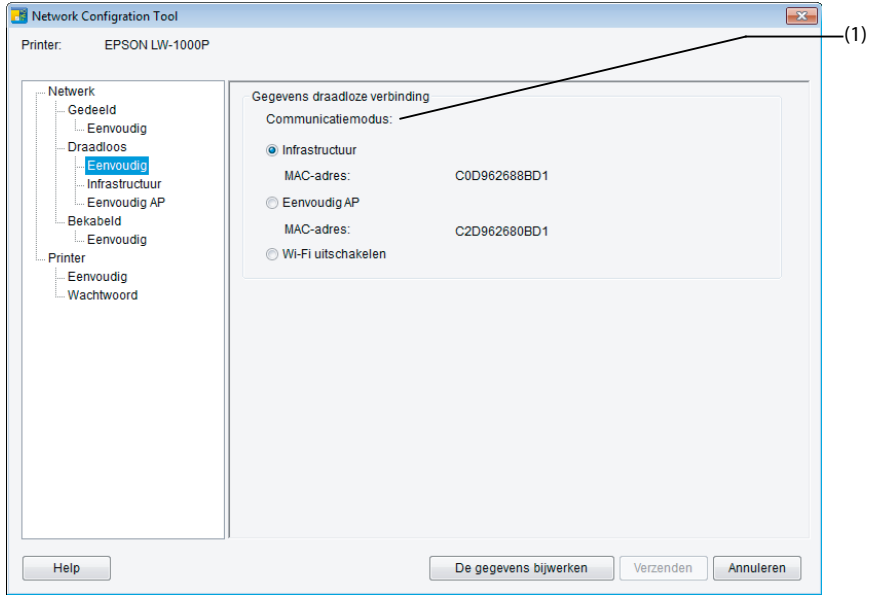 Network Configration Tool
(1)
Printer: EPSON LW-1000P
Netwerk
Gedeeld
Eenvoudig
Draadloos
Eenvoudig
Infrastructuur
Eenvoudig AP
Bekabeld
Eenvoudig
Printer
Eenvoudig
Wachtwoord
Gegevens draadloze verbinding
Communicatiemodus:
Infrastructuur
MAC-adres: C0D962688BD1
Eenvoudig AP
MAC-adres: C2D962680BD1
Wi-Fi uitschakelen
Help
De gegevens bijwerken
Verzenden
Annuleren